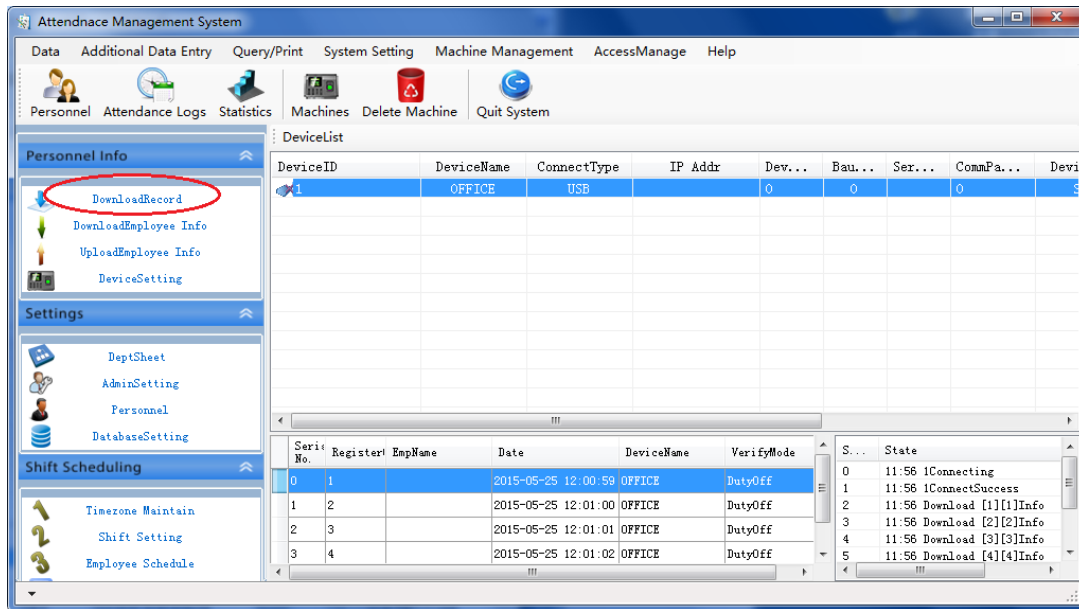 Attendnace Management System
Data Additional Data Entry Query/Print System Setting Machine Management AccessManage Help
Personnel Attendance Logs Statistics Machines Delete Machine Quit System
DeviceList
Personnel Info
DownloadRecord
DownloadEmployee Info
UploadEmployee Info
DeviceSetting
Settings
DeptSheet
AdminSetting
Personnel
DatabaseSetting
Shift Scheduling
Timezone Maintain
Shift Setting
Employee Schedule
DeviceID DeviceName ConnectType IP Addr Dev... Bau... Ser... CommPa... Devi
1 OFFICE USB 0 0 0 S
Seria No. Register EmpName Date DeviceName VerifyMode
0 1 2015-05-25 12:00:59 OFFICE DutyOff
1 2 2015-05-25 12:01:00 OFFICE DutyOff
2 3 2015-05-25 12:01:01 OFFICE DutyOff
3 4 2015-05-25 12:01:02 OFFICE DutyOff
S... State
0 11:56 1Connecting
1 11:56 1ConnectSuccess
2 11:56 Download [1][1]Info
3 11:56 Download [2][2]Info
4 11:56 Download [3][3]Info
5 11:56 Download [4][4]Info